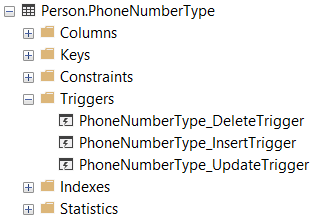 Person.PhoneNumberType
Columns
Keys
Constraints
Triggers
PhoneNumberType_DeleteTrigger
PhoneNumberType_InsertTrigger
PhoneNumberType_UpdateTrigger
Indexes
Statistics